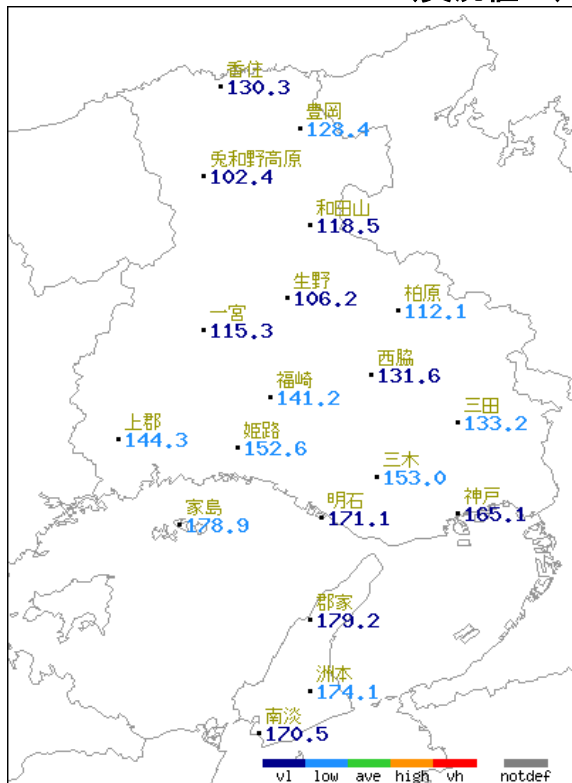 香住
130.3
豊岡
128.4
兎和野高原
102.4
和田山
118.5
生野
106.2
柏原
112.1
一宮
115.3
西脇
131.6
福崎
141.2
三田
133.2
上郡
144.3
姫路
152.6
三木
153.0
家島
178.9
明石
171.1
神戸
165.1
郡家
179.2
洲本
174.1
南淡
170.5
vl low ave high vh notdef